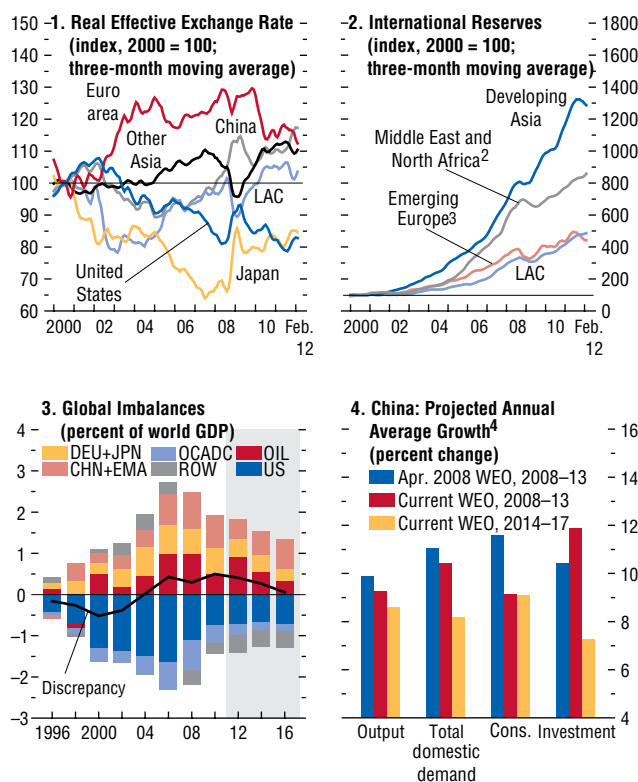 1. Real Effective Exchange Rate
(index, 2000 = 100;
three-month moving average)
150
140
130
120
110
100
90
80
70
60
Euro
area
Other
Asia
China
LAC
United
States
Japan
2000 02 04 06 08 10 Feb.
12
2. International Reserves
(index, 2000 = 100;
three-month moving average)
1800
1600
1400
1200
1000
800
600
400
200
0
Developing
Asia
Middle East and
North Africa2
Emerging
Europe3
LAC
2000 02 04 06 08 10 Feb.
12
3. Global Imbalances
(percent of world GDP)
DEU+JPN OCADC OIL
CHN+EMA ROW US
4
3
2
1
0
–1
–2
–3
Discrepancy
1996 2000 04 08 12 16
4. China: Projected Annual
Average Growth4
(percent change)
Apr. 2008 WEO, 2008–13
Current WEO, 2008–13
Current WEO, 2014–17
16
14
12
10
8
6
4
Output Total Cons. Investment
domestic
demand